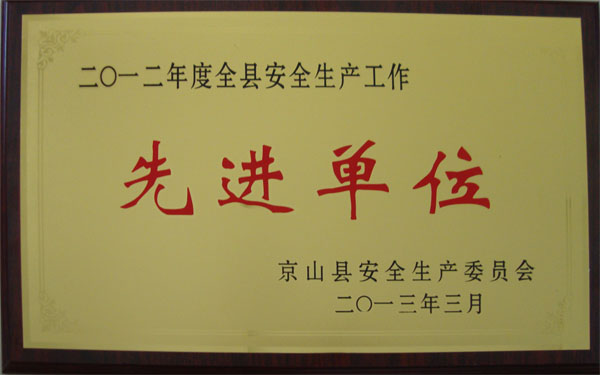 二〇一二年度全县安全生产工作
先进单位
京山县安全生产委员会
二〇一三年三月